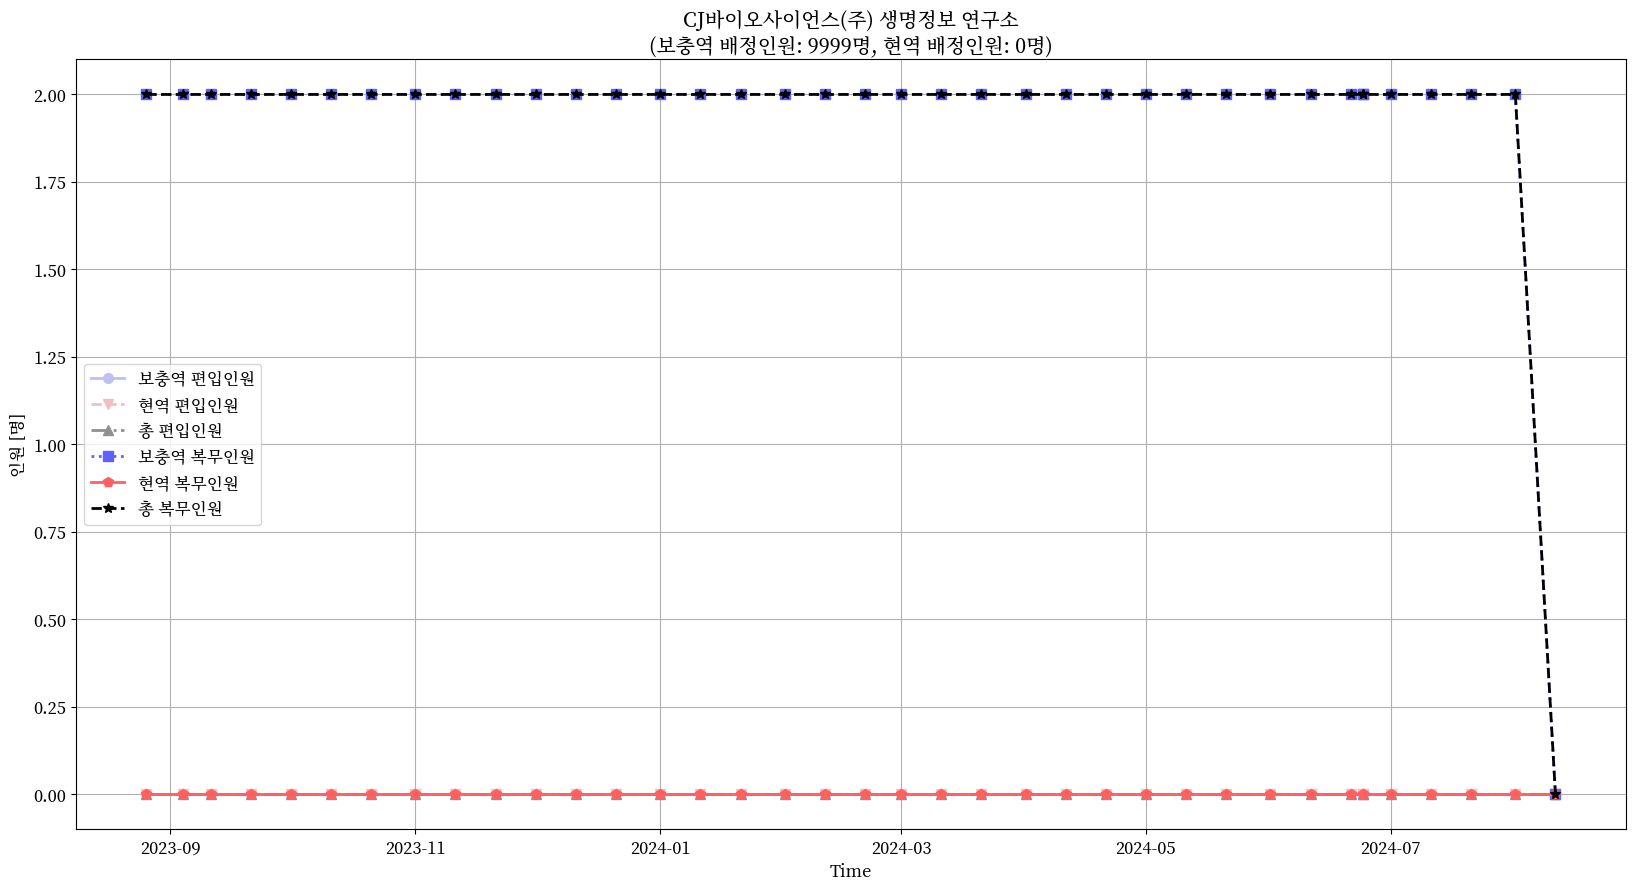 CJ바이오사이언스(주) 생명정보 연구소
(보충역 배정인원: 9999명, 현역 배정인원: 0명)
인원 [명]
2.00
1.75
1.50
1.25
1.00
0.75
0.50
0.25
0.00
보충역 편입인원
현역 편입인원
총 편입인원
보충역 복무인원
현역 복무인원
총 복무인원
2023-09
2023-11
2024-01
2024-03
2024-05
2024-07
Time